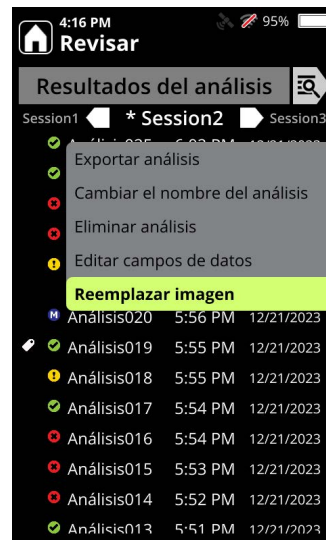 4:16 PM 95%
Revisar
Resultados del análisis
Session1 * Session2 Session3
Exportar análisis
Cambiar el nombre del análisis
Eliminar análisis
Editar campos de datos
Reemplazar imagen
M Análisis020 5:56 PM 12/21/2023
Análisis019 5:55 PM 12/21/2023
Análisis018 5:55 PM 12/21/2023
Análisis017 5:54 PM 12/21/2023
Análisis016 5:54 PM 12/21/2023
Análisis015 5:53 PM 12/21/2023
Análisis014 5:52 PM 12/21/2023
Análisis013 5:51 PM 12/21/2023